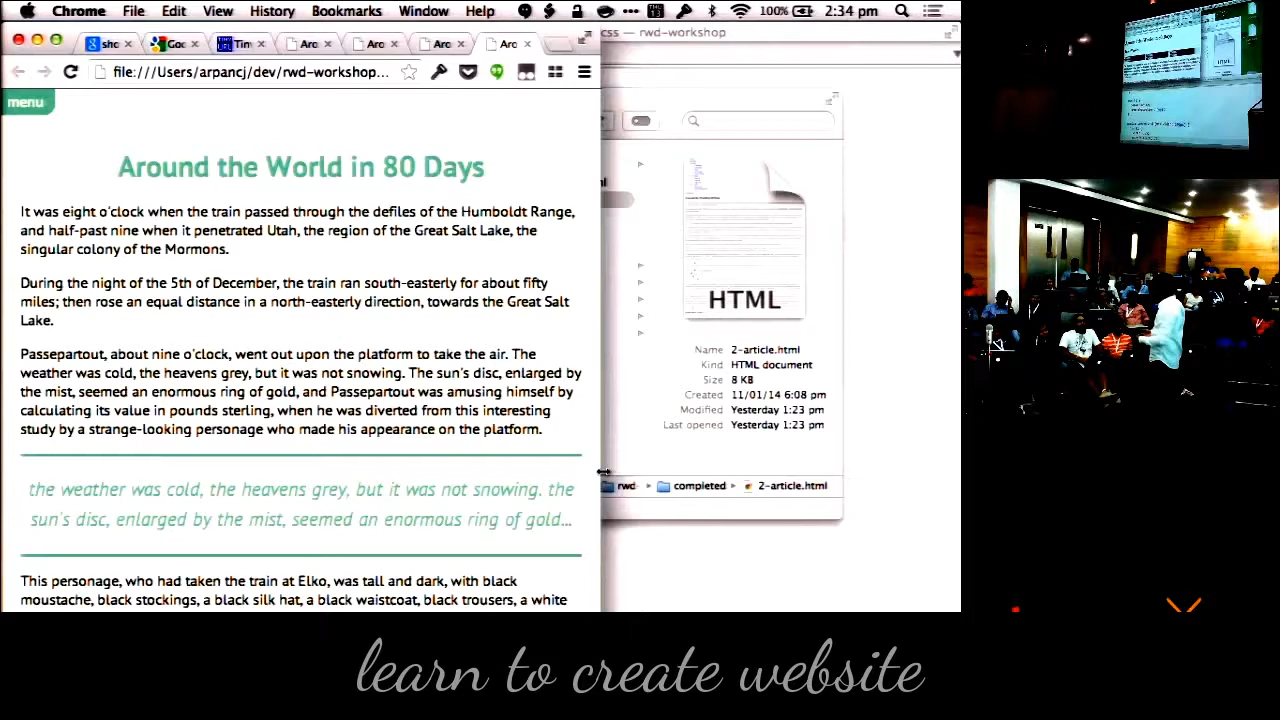 Chrome File Edit View History Bookmarks Window Help 100% 2:34 pm
css — rwd-workshop
file:///Users/arpancj/dev/rwd-workshop...
menu
Around the World in 80 Days
It was eight o'clock when the train passed through the defiles of the Humboldt Range,
and half-past nine when it penetrated Utah, the region of the Great Salt Lake, the
singular colony of the Mormons.
During the night of the 5th of December, the train ran south-easterly for about fifty
miles; then rose an equal distance in a north-easterly direction, towards the Great Salt
Lake.
Passepartout, about nine o'clock, went out upon the platform to take the air. The
weather was cold, the heavens grey, but it was not snowing. The sun's disc, enlarged by
the mist, seemed an enormous ring of gold, and Passepartout was amusing himself by
calculating its value in pounds sterling, when he was diverted from this interesting
study by a strange-looking personage who made his appearance on the platform.
the weather was cold, the heavens grey, but it was not snowing. the
sun's disc, enlarged by the mist, seemed an enormous ring of gold...
This personage, who had taken the train at Elko, was tall and dark, with black
moustache, black stockings, a black silk hat, a black waistcoat, black trousers, a white
HTML
Name 2-article.html
Kind HTML document
Size 8 KB
Created 11/01/14 6:08 pm
Modified Yesterday 1:23 pm
Last opened Yesterday 1:23 pm
rwd completed 2-article.html
learn to create website